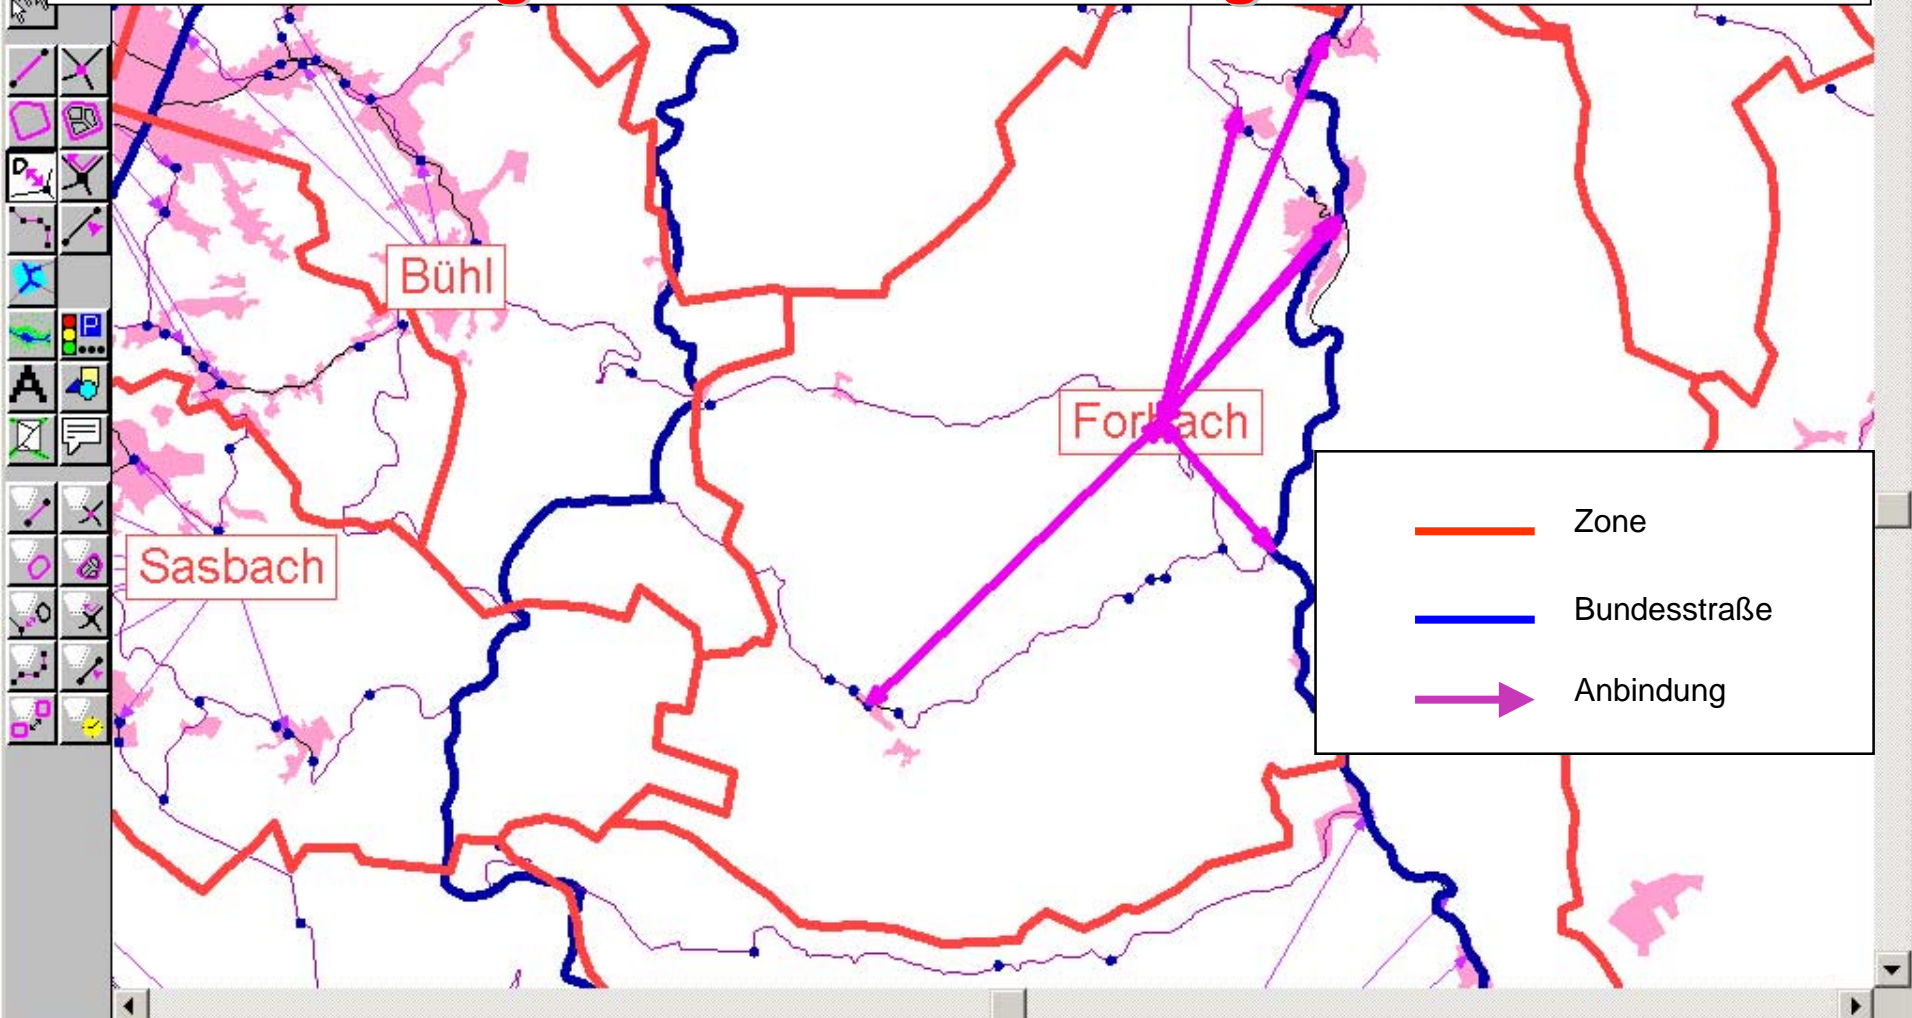 Bühl
Forbach
Sasbach
Zone
Bundesstraße
Anbindung
D
P
A